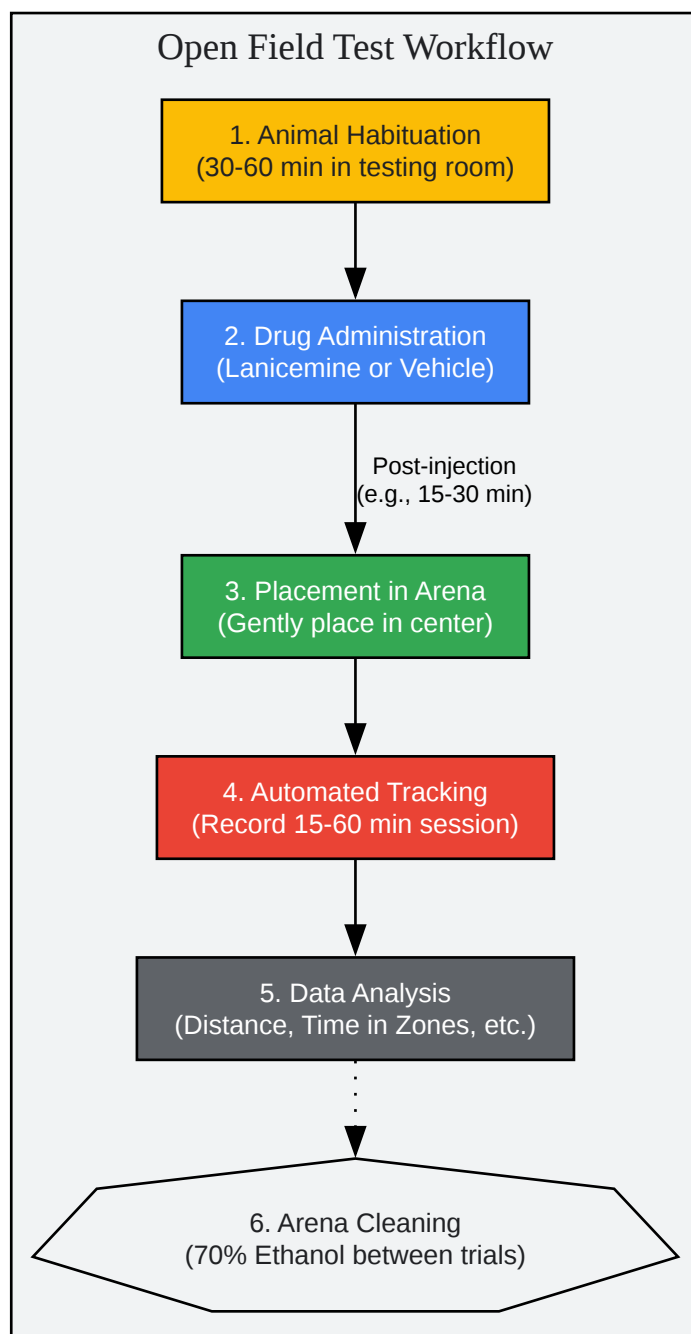 Open Field Test Workflow
1. Animal Habituation
(30-60 min in testing room)
2. Drug Administration
(Lanicemine or Vehicle)
Post-injection
(e.g., 15-30 min)
3. Placement in Arena
(Gently place in center)
4. Automated Tracking
(Record 15-60 min session)
5. Data Analysis
(Distance, Time in Zones, etc.)
6. Arena Cleaning
(70% Ethanol between trials)